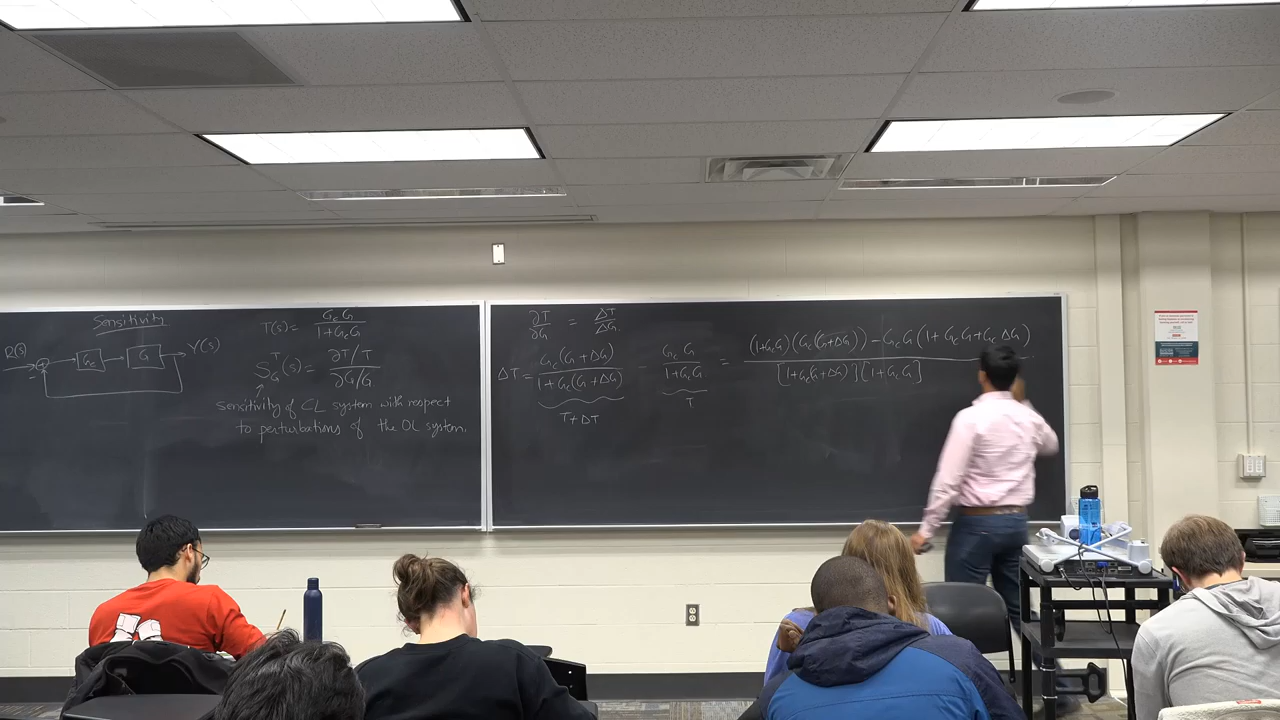 Sensitivity
R(s) + - Gc G Y(s)
T(s) = GcG / 1+GcG
S_G^T(s) = ∂T/T / ∂G/G
sensitivity of CL system with respect
to perturbations of the OL system.
∂T/∂G = ΔT/ΔG.
ΔT = Gc(G+ΔG) / 1+Gc(G+ΔG) - GcG / 1+GcG = (1+GcG)(Gc(G+ΔG)) - GcG(1+GcG+GcΔG) / [1+Gc(G+ΔG)][1+GcG]
T+ΔT T